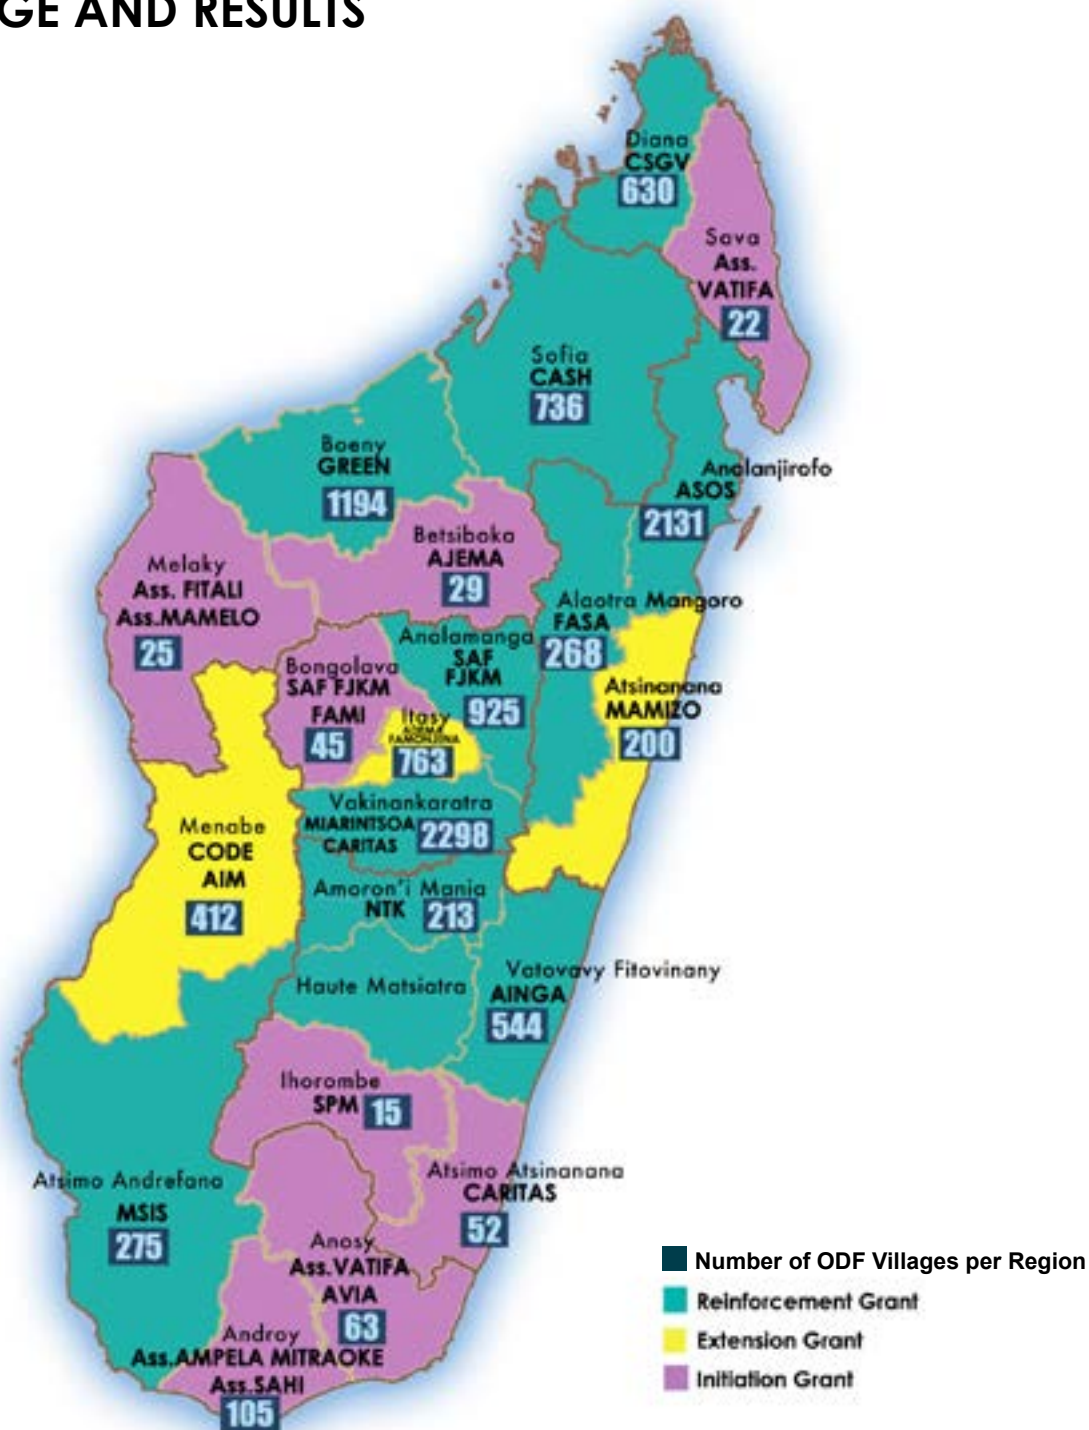 GE AND RESULTS
Diana
CSGV
630
Sava
Ass.
VATIFA
22
Sofia
CASH
736
Boeny
GREEN
1194
Analanjirofo
ASOS
2131
Betsiboka
AJEMA
29
Melaky
Ass. FITALI
Ass.MAMELO
25
Alaotra Mangoro
FASA
268
Analamanga
SAF
FJKM
925
Bongolava
SAF FJKM
FAMI
45
Itasy
763
Atsinanana
MAMIZO
200
Vakinankaratra
MIARINTSOA
CARITAS
2298
Menabe
CODE
AIM
412
Amoron'i Mania
NTK
213
Haute Matsiatra
Vatovavy Fitovinany
AINGA
544
Ihorombe
SPM
15
Atsimo Atsinanana
CARITAS
52
Atsimo Andrefana
MSIS
275
Anosy
Ass.VATIFA
AVIA
63
Androy
Ass.AMPELA MITRAOKE
Ass.SAHI
105
Number of ODF Villages per Region
Reinforcement Grant
Extension Grant
Initiation Grant